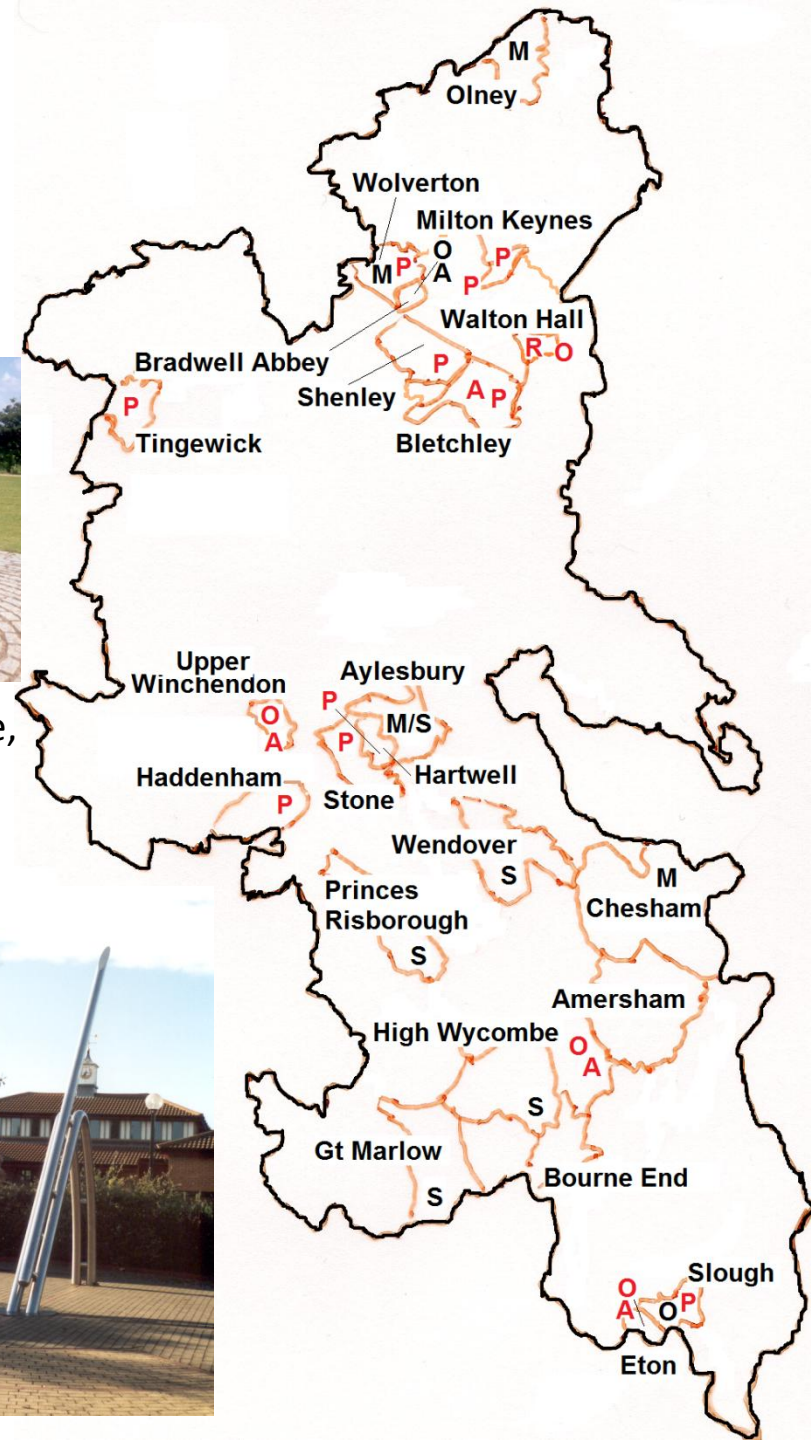 M
Olney
Wolverton
Milton Keynes
O
A
M P
P
P
Walton Hall
R O
Bradwell Abbey
P
Shenley
A P
P
Tingewick
Bletchley
Upper
Winchendon
Aylesbury
P
O
A
M/S
P
Haddenham
Hartwell
P
Stone
e,
Wendover
S
Princes
Risborough
M
Chesham
S
Amersham
High Wycombe
O
A
S
Gt Marlow
Bourne End
S
Slough
O
A
O P
Eton